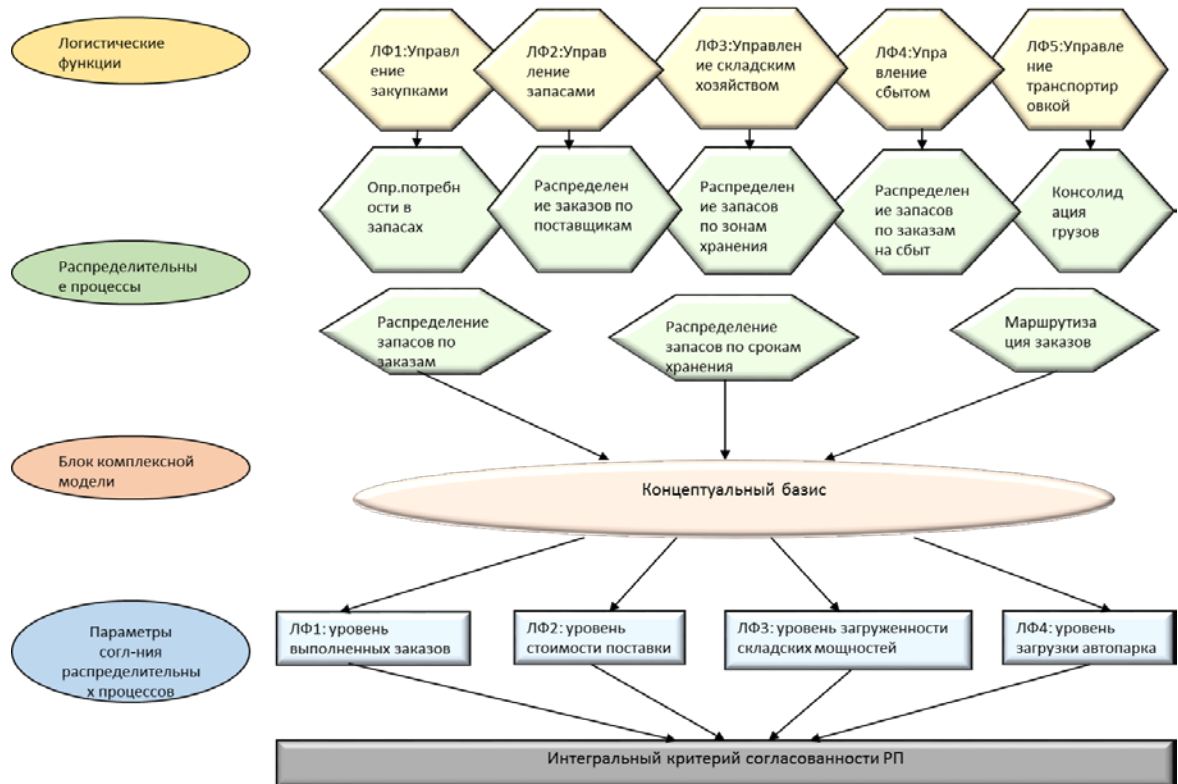 Логистические
функции
ЛФ1:Управл
ение
закупками
ЛФ2:Управ
ление
запасами
ЛФ3:Управлен
ие складским
хозяйством
ЛФ4:Упра
вление
сбытом
ЛФ5:Управле
ние
транспортир
овкой
Опр.потребн
ости в
запасах
Распределен
ие заказов по
поставщикам
Распределен
ие запасов
по зонам
хранения
Распределен
ие запасов
по заказам
на сбыт
Консолид
ация
грузов
Распределительны
е процессы
Распределение
запасов по
заказам
Распределение
запасов по срокам
хранения
Маршрутиза
ция заказов
Блок комплексной
модели
Концептуальный базис
Параметры
согл-ния
распределительны
х процессов
ЛФ1: уровень
выполненных заказов
ЛФ2: уровень
стоимости поставки
ЛФ3: уровень загруженности
складских мощностей
ЛФ4: уровень
загрузки автопарка
Интегральный критерий согласованности РП